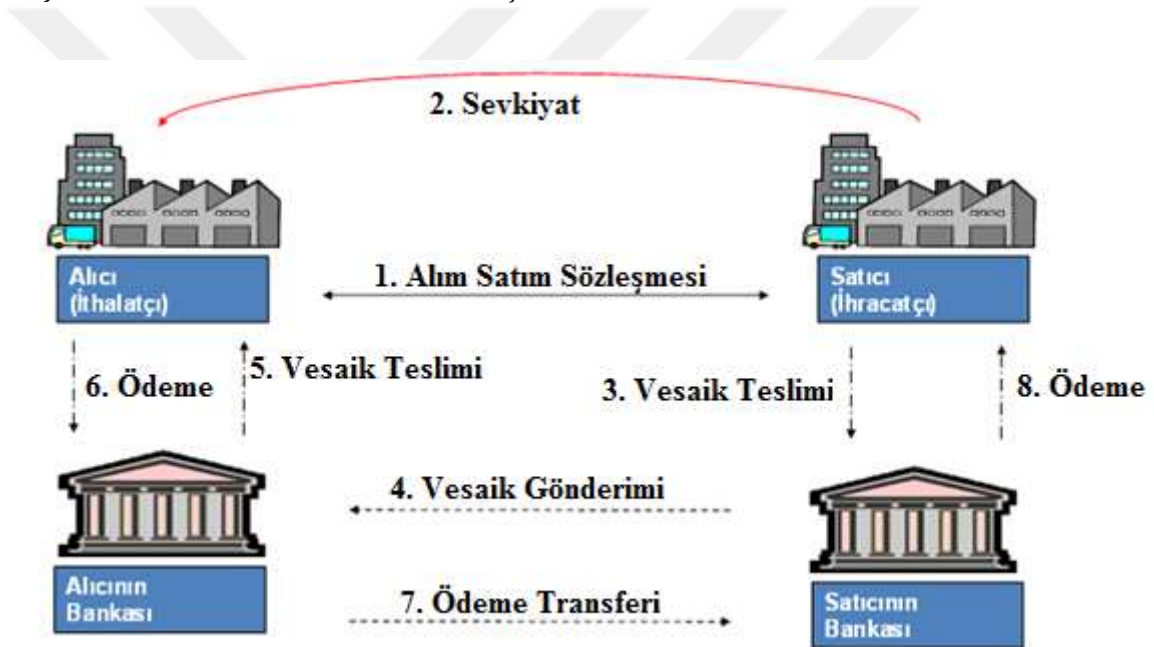 2. Sevkiyat
Alıcı
(İthalatçı)
1. Alım Satım Sözleşmesi
Satıcı
(İhracatçı)
6. Ödeme
5. Vesaik Teslimi
3. Vesaik Teslimi
8. Ödeme
4. Vesaik Gönderimi
Alıcının
Bankası
7. Ödeme Transferi
Satıcının
Bankası